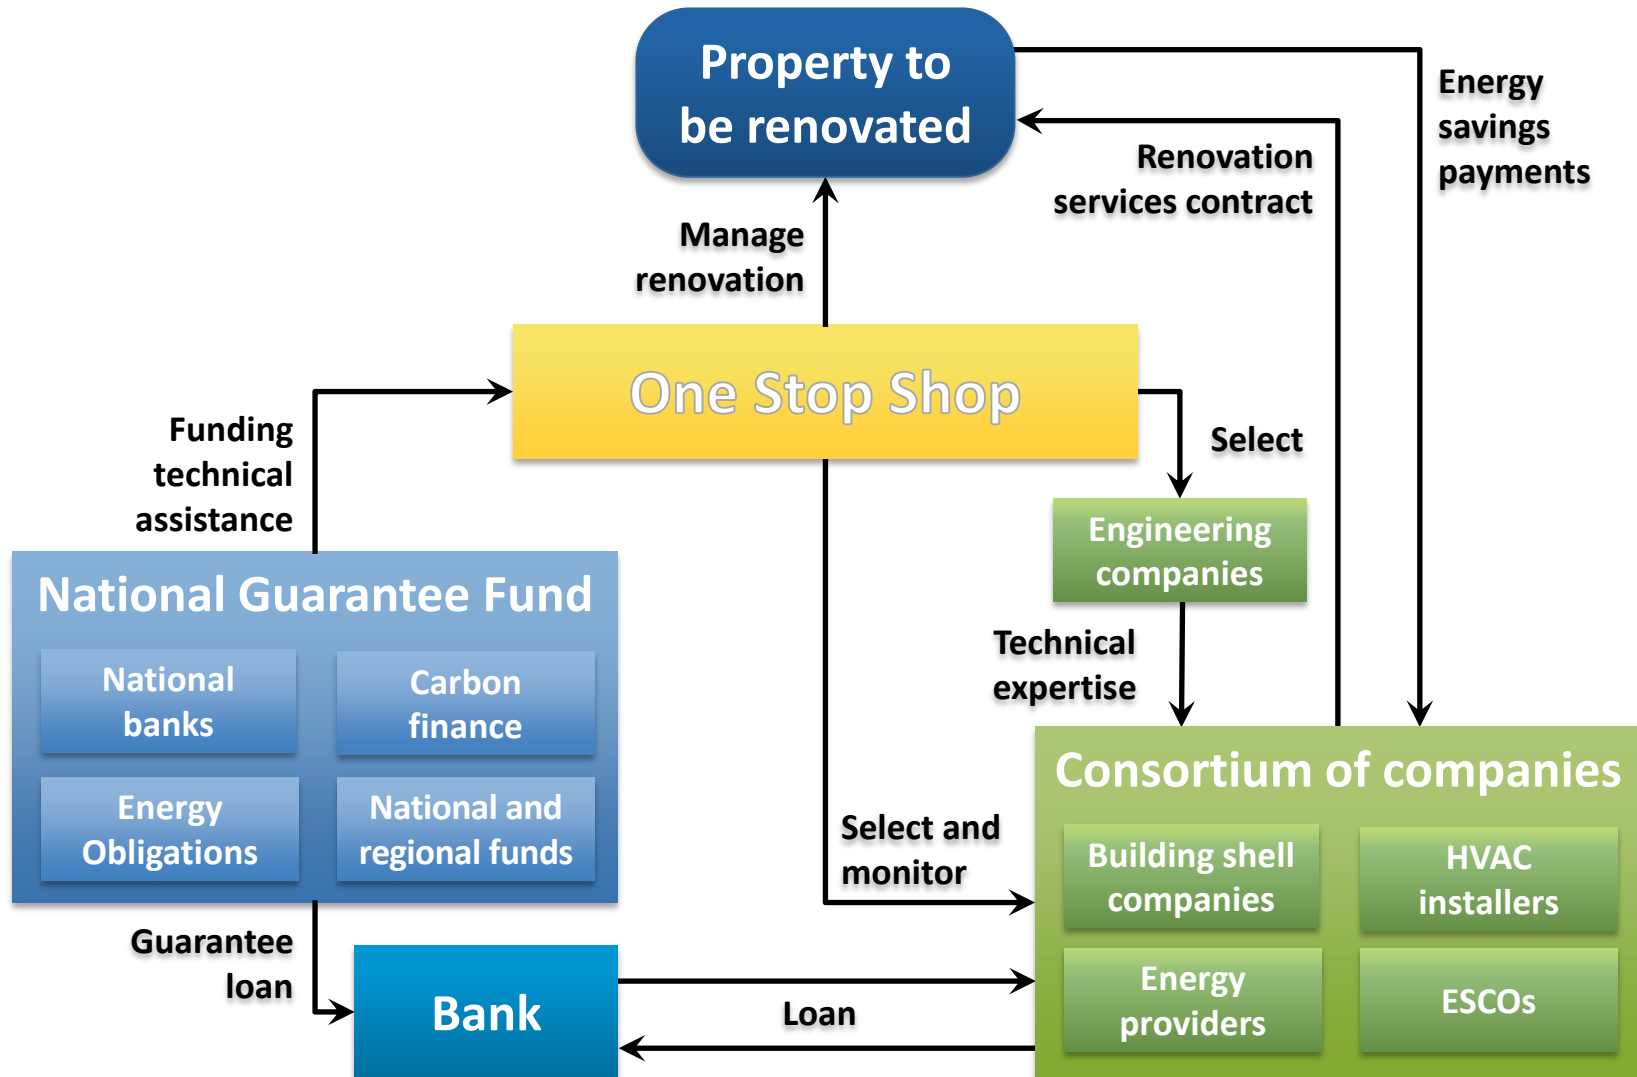 Property to
be renovated
Energy
savings
payments
Renovation
services contract
Manage
renovation
One Stop Shop
Funding
technical
assistance
Select
Engineering
companies
National Guarantee Fund
National
banks
Carbon
finance
Energy
Obligations
National and
regional funds
Technical
expertise
Consortium of companies
Building shell
companies
HVAC
installers
Energy
providers
ESCOs
Select and
monitor
Guarantee
loan
Bank
Loan